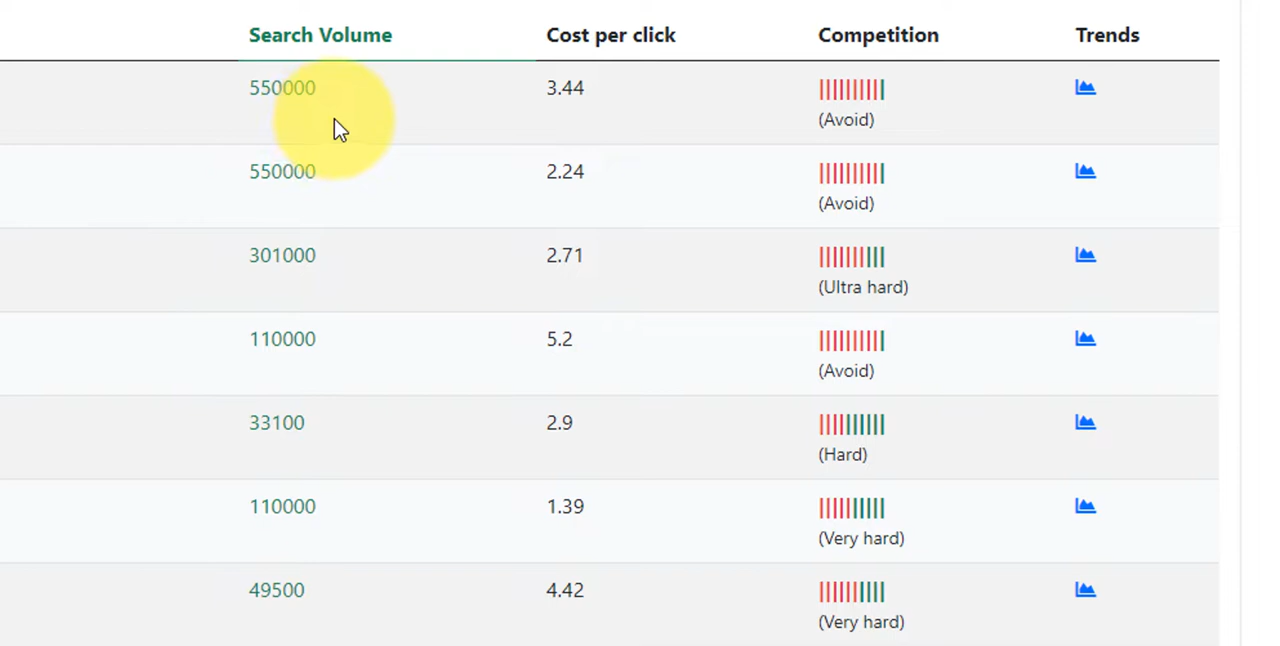 Search Volume Cost per click Competition Trends
550000 3.44
(Avoid)
550000 2.24
(Avoid)
301000 2.71
(Ultra hard)
110000 5.2
(Avoid)
33100 2.9
(Hard)
110000 1.39
(Very hard)
49500 4.42
(Very hard)